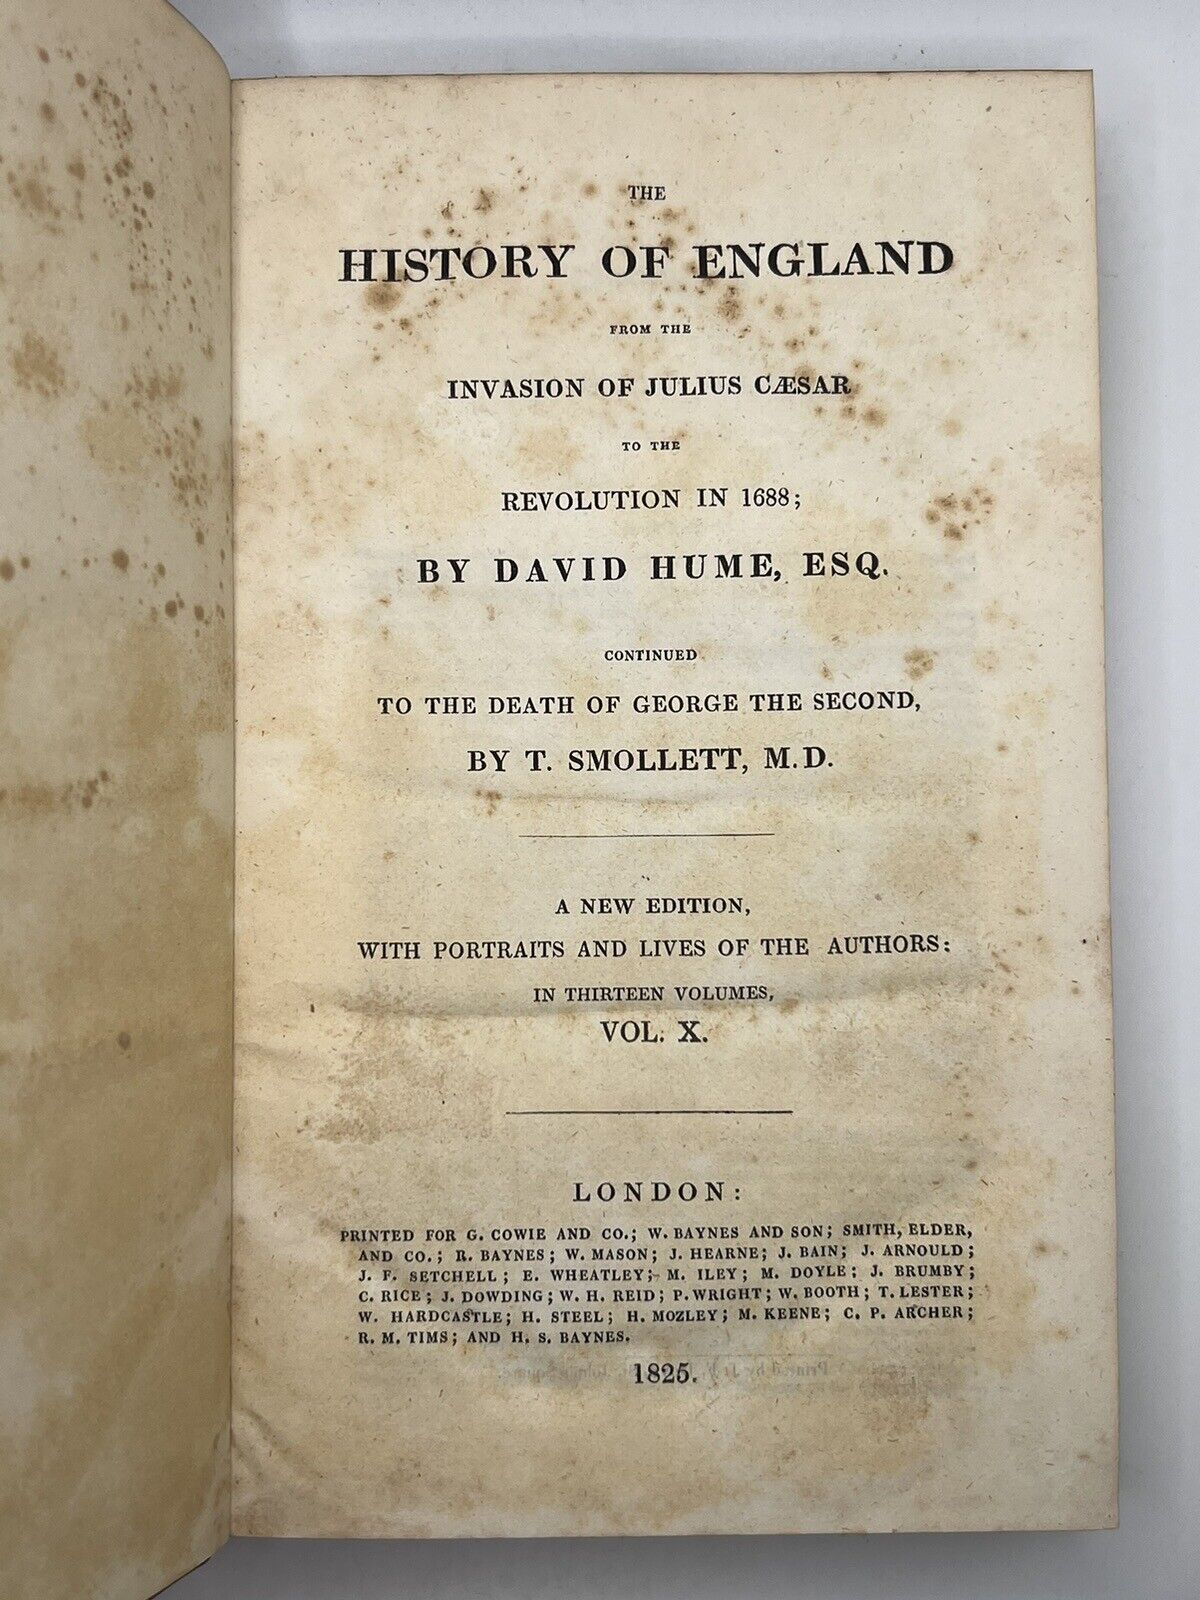 THE
HISTORY OF ENGLAND
FROM THE
INVASION OF JULIUS CÆSAR
TO THE
REVOLUTION IN 1688;
BY DAVID HUME, ESQ.
CONTINUED
TO THE DEATH OF GEORGE THE SECOND,
BY T. SMOLLETT, M.D.
A NEW EDITION,
WITH PORTRAITS AND LIVES OF THE AUTHORS:
IN THIRTEEN VOLUMES,
VOL. X.
LONDON:
PRINTED FOR G. COWIE AND CO.; W. BAYNES AND SON; SMITH, ELDER,
AND CO.; R. BAYNES; W. MASON; J. HEARNE; J. BAIN; J. ARNOULD;
J. F. SETCHELL; E. WHEATLEY; M. ILEY; M. DOYLE; J. BRUMBY;
C. RICE; J. DOWDING; W. H. REID; P. WRIGHT; W. BOOTH; T. LESTER;
W. HARDCASTLE; H. STEEL; H. MOZLEY; M. KEENE; C. P. ARCHER;
R. M. TIMS; AND H. S. BAYNES.
1825.